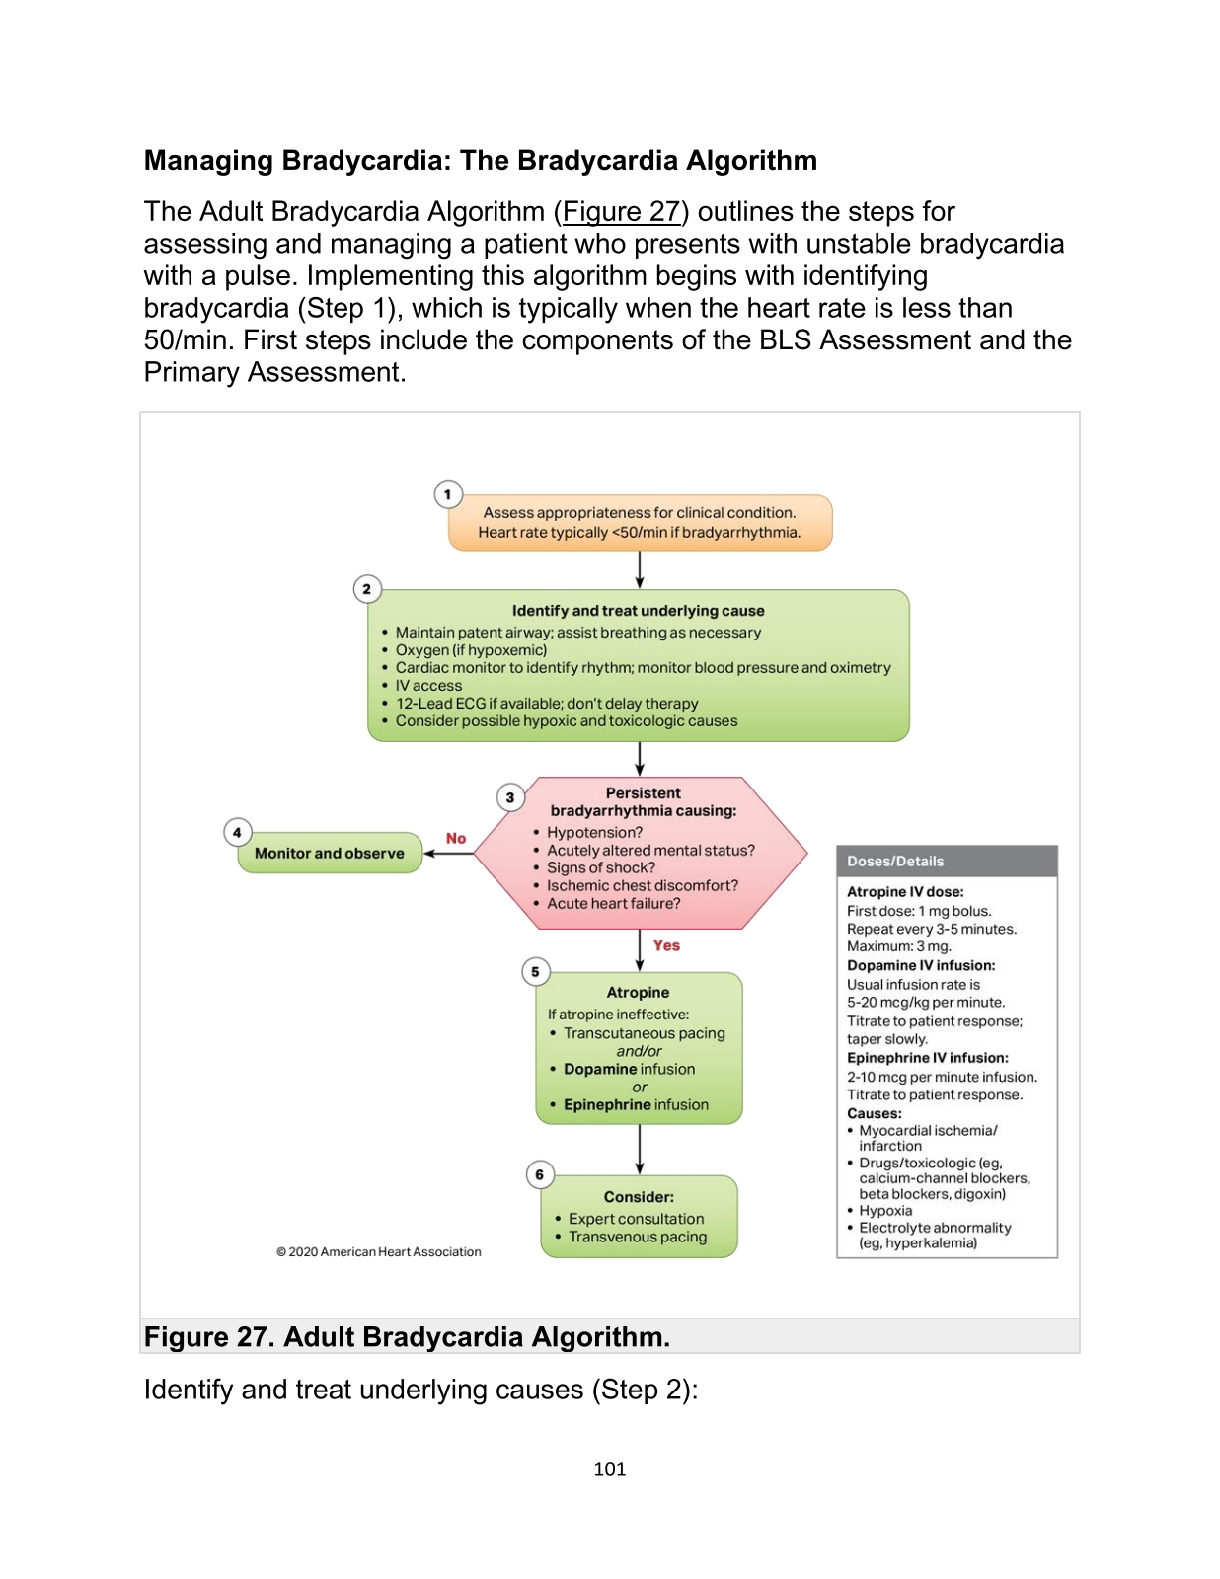 Managing Bradycardia: The Bradycardia Algorithm
The Adult Bradycardia Algorithm (Figure 27) outlines the steps for
assessing and managing a patient who presents with unstable bradycardia
with a pulse. Implementing this algorithm begins with identifying
bradycardia (Step 1), which is typically when the heart rate is less than
50/min. First steps include the components of the BLS Assessment and the
Primary Assessment.
1
Assess appropriateness for clinical condition.
Heart rate typically <50/min if bradyarrhythmia.
2
Identify and treat underlying cause
• Maintain patent airway; assist breathing as necessary
• Oxygen (if hypoxemic)
• Cardiac monitor to identify rhythm; monitor blood pressure and oximetry
• IV access
• 12-Lead ECG if available; don't delay therapy
• Consider possible hypoxic and toxicologic causes
3
Persistent
bradyarrhythmia causing:
• Hypotension?
• Acutely altered mental status?
• Signs of shock?
• Ischemic chest discomfort?
• Acute heart failure?
No
4
Monitor and observe
Yes
5
Atropine
If atropine ineffective:
• Transcutaneous pacing
and/or
• Dopamine infusion
or
• Epinephrine infusion
6
Consider:
• Expert consultation
• Transvenous pacing
Doses/Details
Atropine IV dose:
First dose: 1 mg bolus.
Repeat every 3-5 minutes.
Maximum: 3 mg.
Dopamine IV infusion:
Usual infusion rate is
5-20 mcg/kg per minute.
Titrate to patient response;
taper slowly.
Epinephrine IV infusion:
2-10 mcg per minute infusion.
Titrate to patient response.
Causes:
• Myocardial ischemia/
infarction
• Drugs/toxicologic (eg,
calcium-channel blockers,
beta blockers, digoxin)
• Hypoxia
• Electrolyte abnormality
(eg, hyperkalemia)
© 2020 American Heart Association
Figure 27. Adult Bradycardia Algorithm.
Identify and treat underlying causes (Step 2):
101